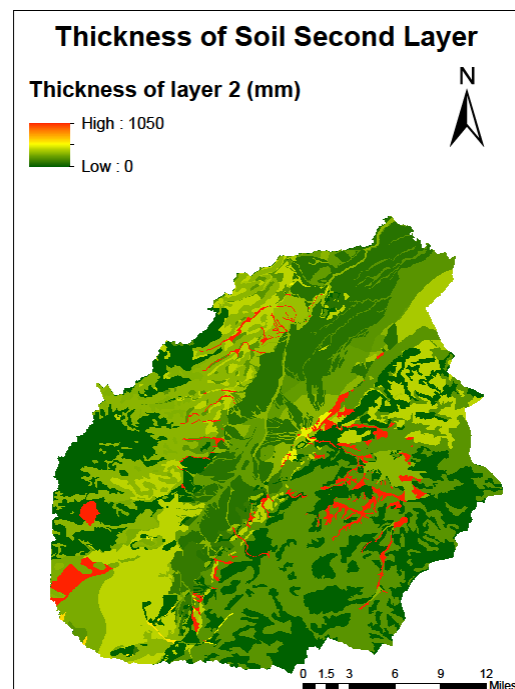 Thickness of Soil Second Layer
N
Thickness of layer 2 (mm)
High : 1050
Low : 0
0 1.5 3 6 9 12
Miles